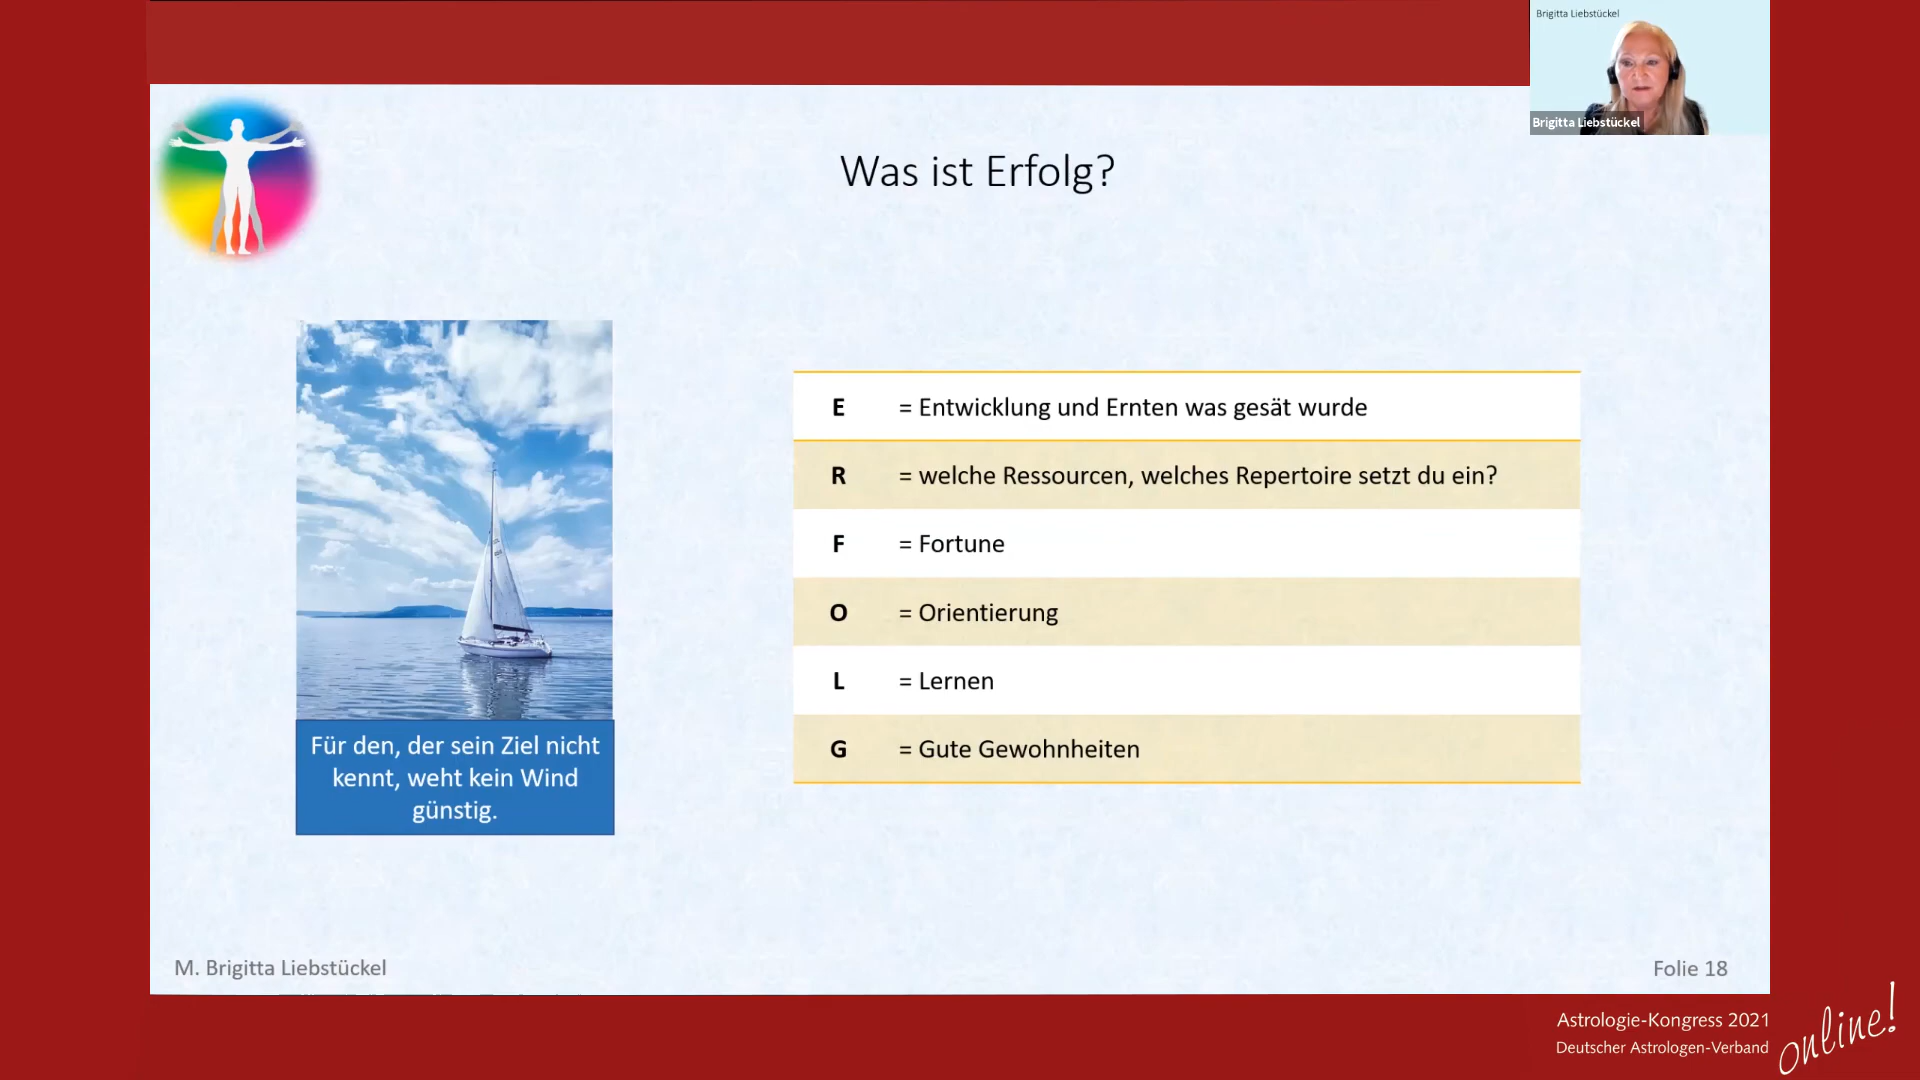 Brigitta Liebstückel
Brigitta Liebstückel
Was ist Erfolg?
E = Entwicklung und Ernten was gesät wurde
R = welche Ressourcen, welches Repertoire setzt du ein?
F = Fortune
O = Orientierung
L = Lernen
G = Gute Gewohnheiten
Für den, der sein Ziel nicht
kennt, weht kein Wind
günstig.
M. Brigitta Liebstückel
Folie 18
Astrologie-Kongress 2021
Deutscher Astrologen-Verband
online!